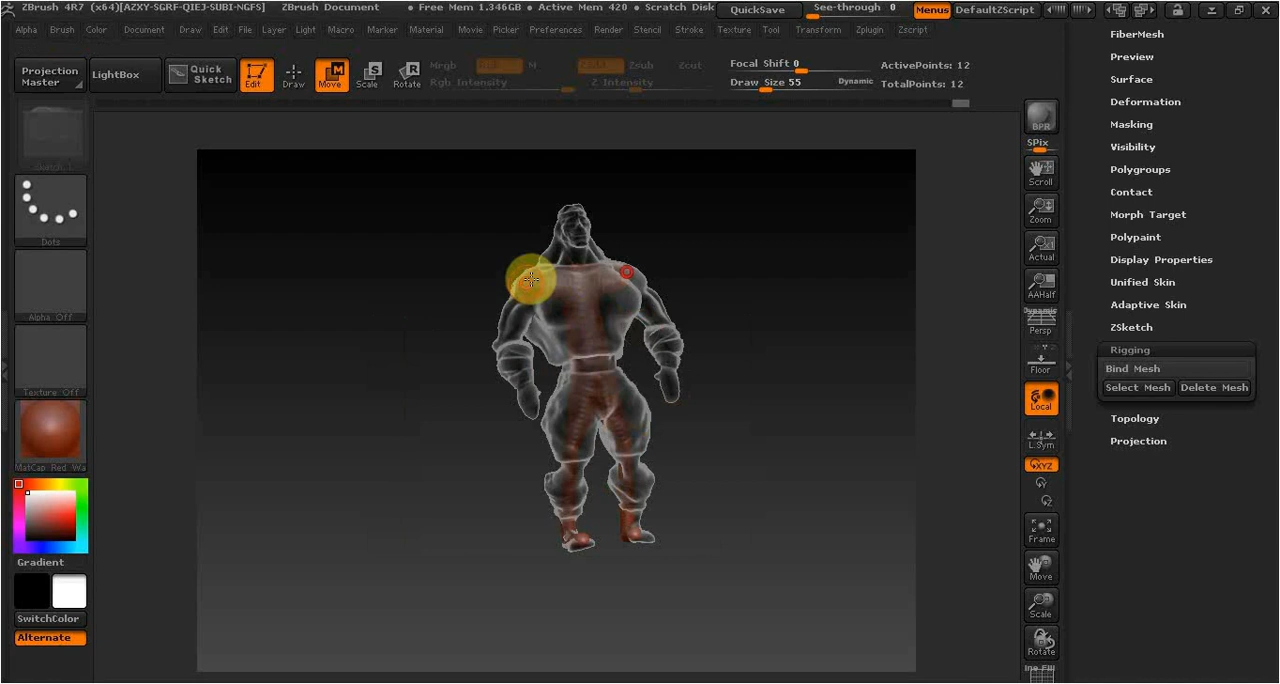 ZBrush 4R7 (x64)[AZXY-SGRF-QIEJ-SUBI-NGFS] ZBrush Document • Free Mem 1.346GB • Active Mem 420 • Scratch Disk QuickSave See-through 0 Menus DefaultZScript
Alpha Brush Color Document Draw Edit File Layer Light Macro Marker Material Movie Picker Preferences Render Stencil Stroke Texture Tool Transform Zplugin Zscript
Projection Master
LightBox
Quick Sketch
Edit
Draw
Move
Scale
Rotate
Mrgb M
Rgb Intensity
Zsub Zcut
Z Intensity
Focal Shift 0
Draw Size 55 Dynamic
ActivePoints: 12
TotalPoints: 12
Dots
Alpha Off
Texture Off
MatCap Red Wa
Gradient
SwitchColor
Alternate
BPR
SPix
Scroll
Zoom
Actual
AAHalf
Dynamic
Persp
Floor
Local
L.Sym
XYZ
Y
Z
Frame
Move
Scale
Rotate
Line Fill
FiberMesh
Preview
Surface
Deformation
Masking
Visibility
Polygroups
Contact
Morph Target
Polypaint
Display Properties
Unified Skin
Adaptive Skin
ZSketch
Rigging
Bind Mesh
Select Mesh Delete Mesh
Topology
Projection